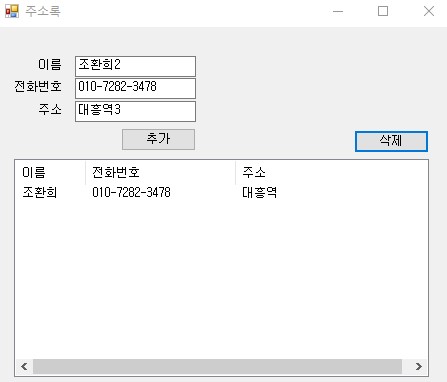 주소록
이름 조환희2
전화번호 010-7282-3478
주소 대흥역3
추가 삭제
이름 전화번호 주소
조환희 010-7282-3478 대흥역